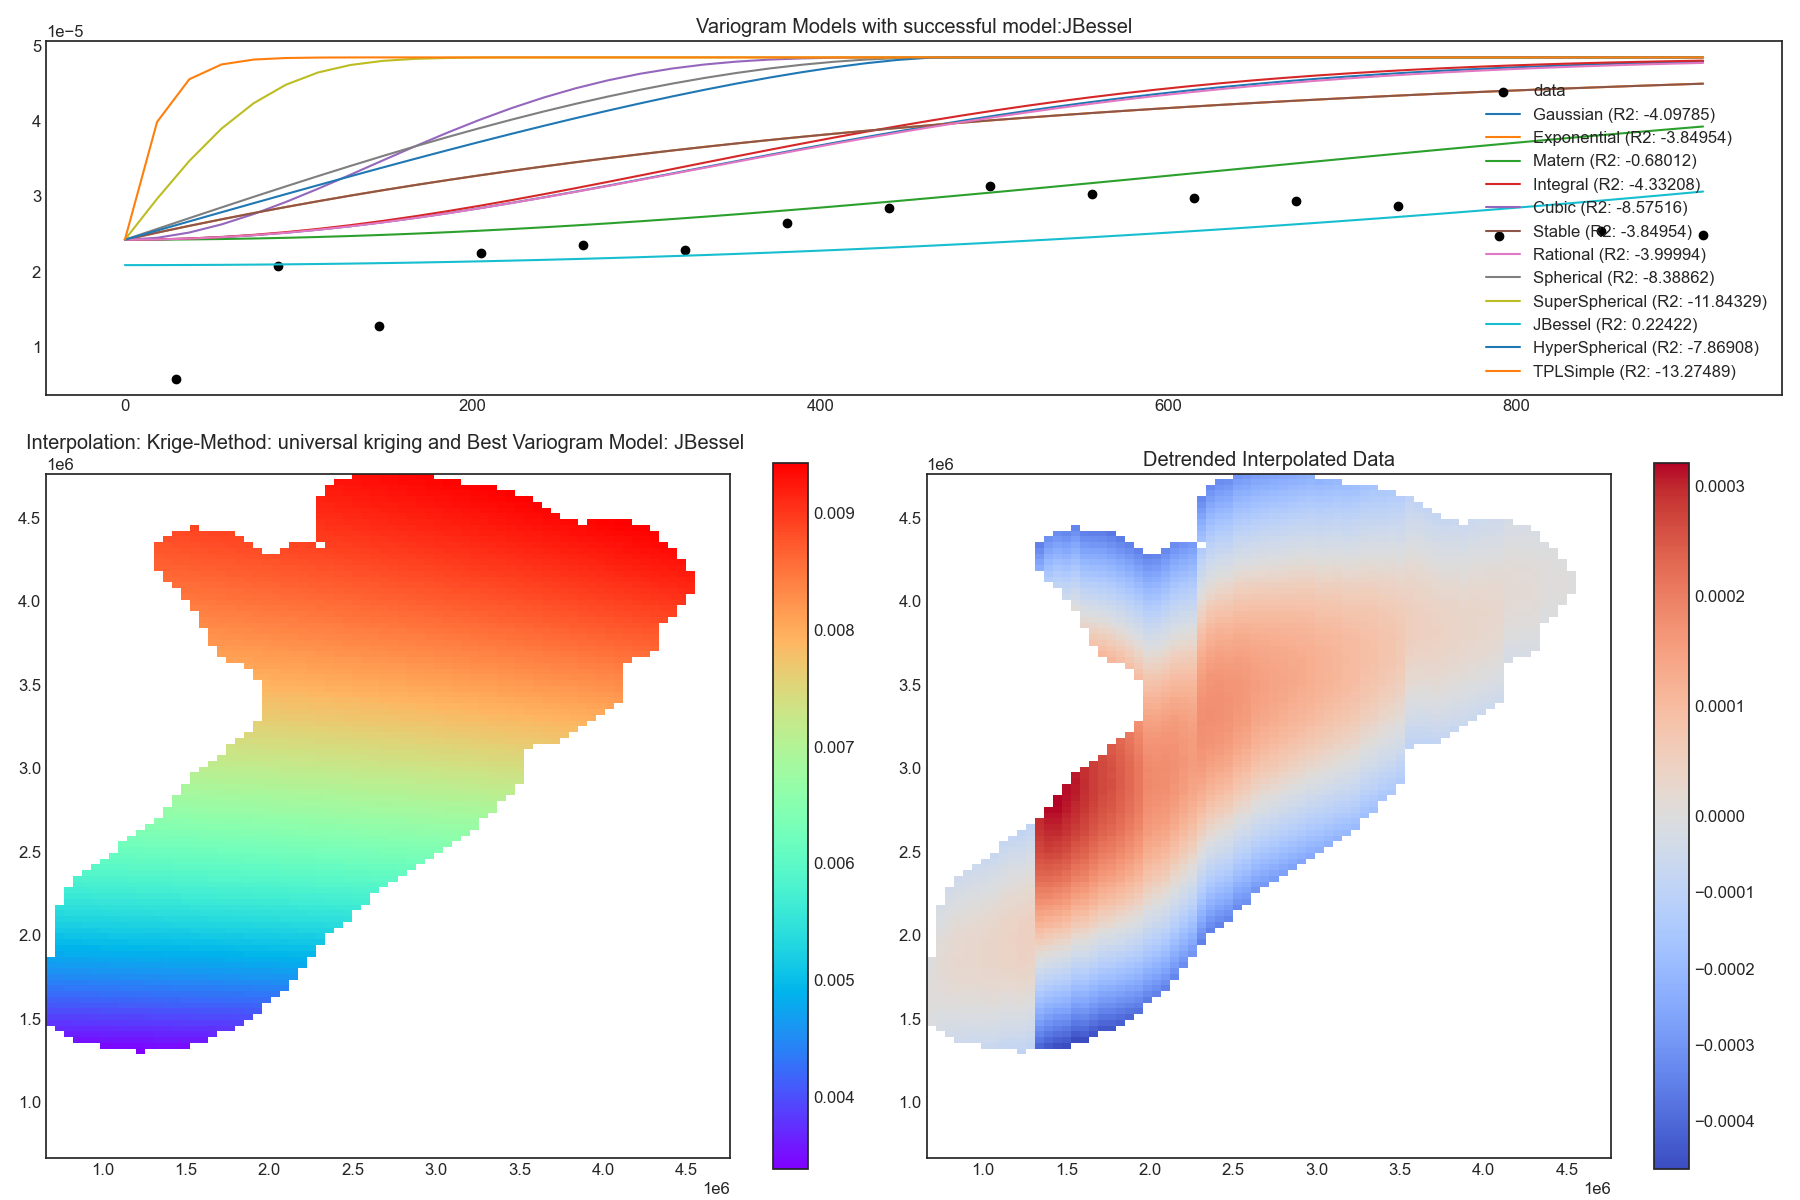 Variogram Models with successful model:JBessel
1e−5
5
4
3
2
1
0 200 400 600 800
data
Gaussian (R2: -4.09785)
Exponential (R2: -3.84954)
Matern (R2: -0.68012)
Integral (R2: -4.33208)
Cubic (R2: -8.57516)
Stable (R2: -3.84954)
Rational (R2: -3.99994)
Spherical (R2: -8.38862)
SuperSpherical (R2: -11.84329)
JBessel (R2: 0.22422)
HyperSpherical (R2: -7.86908)
TPLSimple (R2: -13.27489)
Interpolation: Krige-Method: universal kriging and Best Variogram Model: JBessel
1e6
4.5
4.0
3.5
3.0
2.5
2.0
1.5
1.0
1.0 1.5 2.0 2.5 3.0 3.5 4.0 4.5
1e6
0.009
0.008
0.007
0.006
0.005
0.004
Detrended Interpolated Data
1e6
4.5
4.0
3.5
3.0
2.5
2.0
1.5
1.0
1.0 1.5 2.0 2.5 3.0 3.5 4.0 4.5
1e6
0.0003
0.0002
0.0001
0.0000
−0.0001
−0.0002
−0.0003
−0.0004